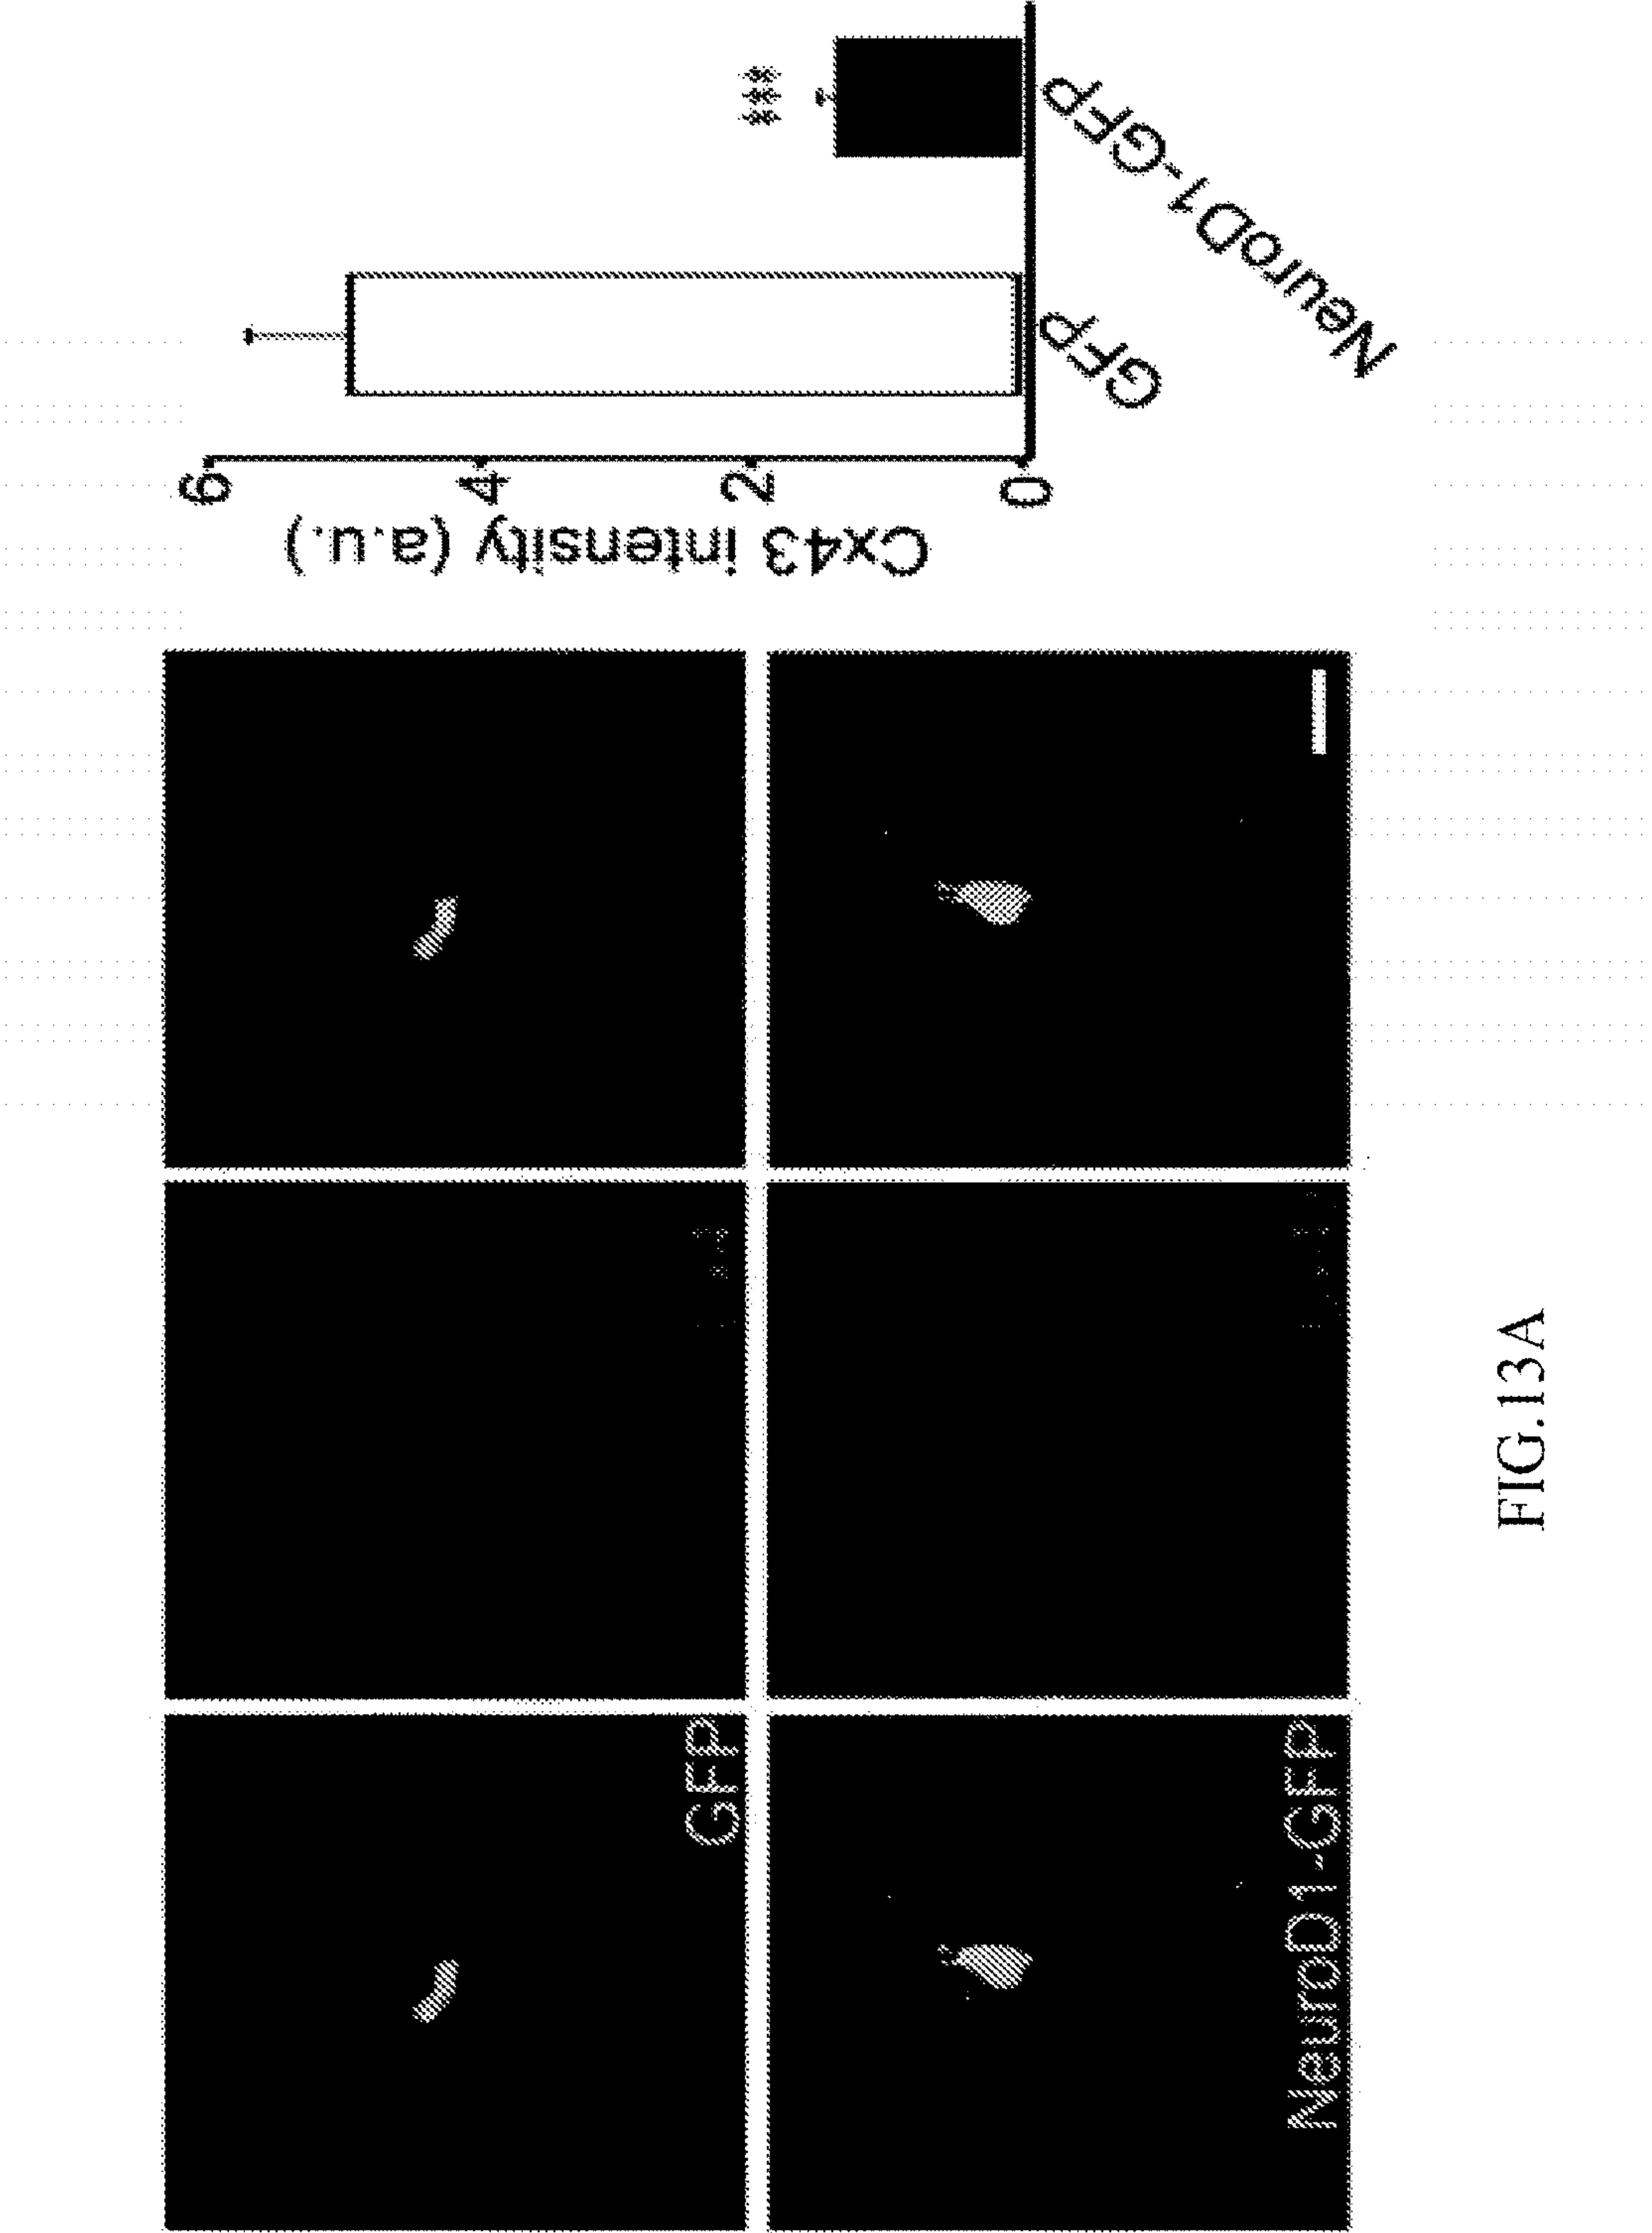 GFP
NeuroD1-GFP
Cx43 intensity (a.u.)
6
4
2
0
***
GFP
NeuroD1-GFP
FIG.13A